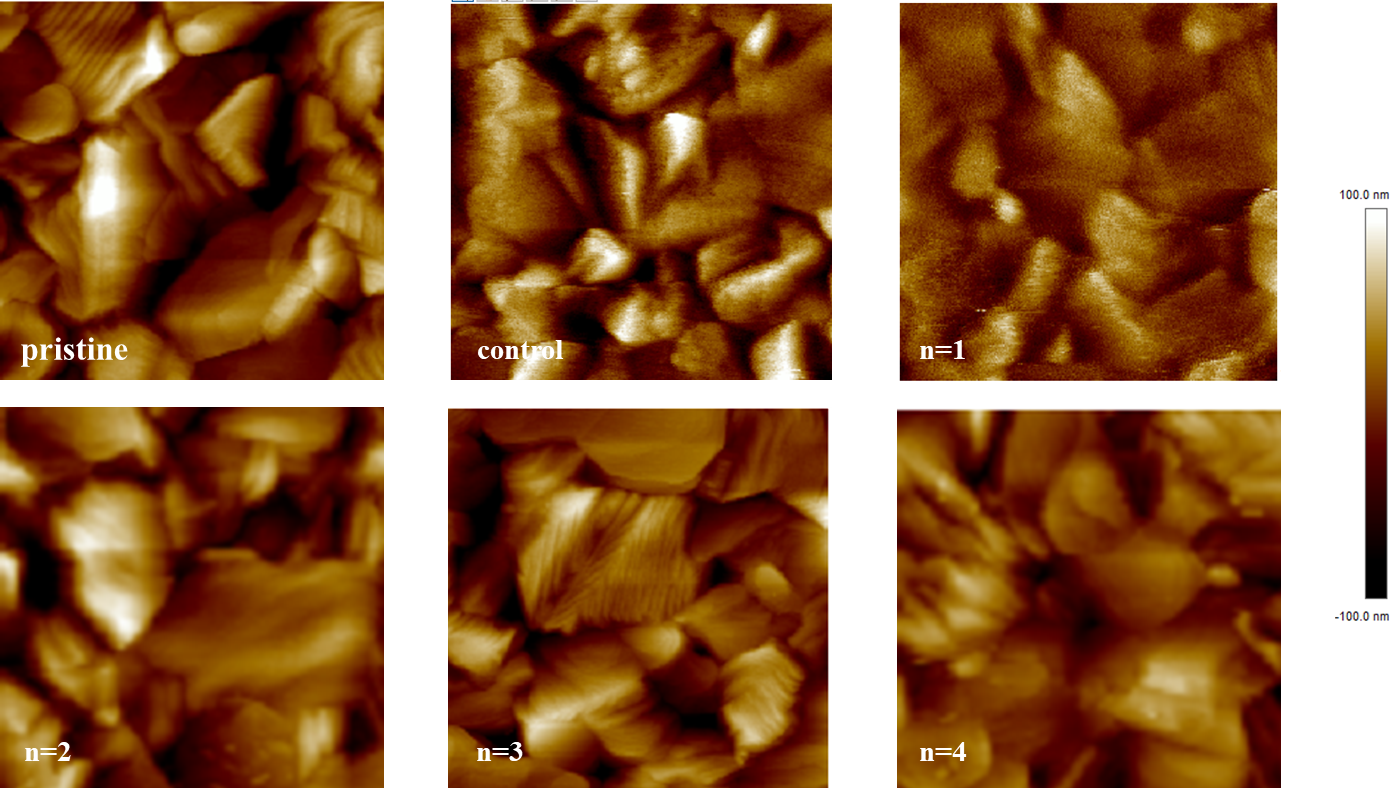 pristine
control
n=1
100.0 nm
-100.0 nm
n=2
n=3
n=4